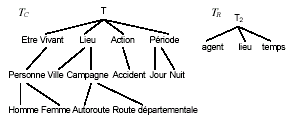 T_C T T_R
T_2
Etre Vivant Lieu Action Période
agent lieu temps
Personne Ville Campagne Accident Jour Nuit
Homme Femme Autoroute Route départementale